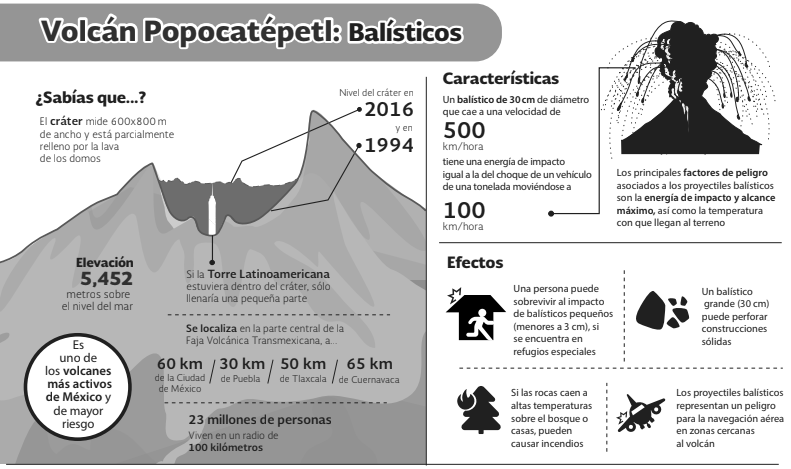 Volcán Popocatépetl: Balísticos
¿Sabías que...?
El cráter mide 600x800 m
de ancho y está parcialmente
relleno por la lava
de los domos
Nivel del cráter en
2016
y en
1994
Elevación
5,452
metros sobre
el nivel del mar
Si la Torre Latinoamericana
estuviera dentro del cráter, sólo
llenaría una pequeña parte
Se localiza en la parte central de la
Faja Volcánica Transmexicana, a...
60 km / 30 km / 50 km / 65 km
de la Ciudad
de México
de Puebla
de Tlaxcala
de Cuernavaca
Es
uno de
los volcanes
más activos
de México y
de mayor
riesgo
23 millones de personas
Viven en un radio de
100 kilómetros
Características
Un balístico de 30 cm de diámetro
que cae a una velocidad de
500
km/hora
tiene una energía de impacto
igual a la del choque de un vehículo
de una tonelada moviéndose a
100
km/hora
Los principales factores de peligro
asociados a los proyectiles balísticos
son la energía de impacto y alcance
máximo, así como la temperatura
con que llegan al terreno
Efectos
Una persona puede
sobrevivir al impacto
de balísticos pequeños
(menores a 3 cm), si
se encuentra en
refugios especiales
Un balístico
grande (30 cm)
puede perforar
construcciones
sólidas
Si las rocas caen a
altas temperaturas
sobre el bosque o
casas, pueden
causar incendios
Los proyectiles balísticos
representan un peligro
para la navegación aérea
en zonas cercanas
al volcán